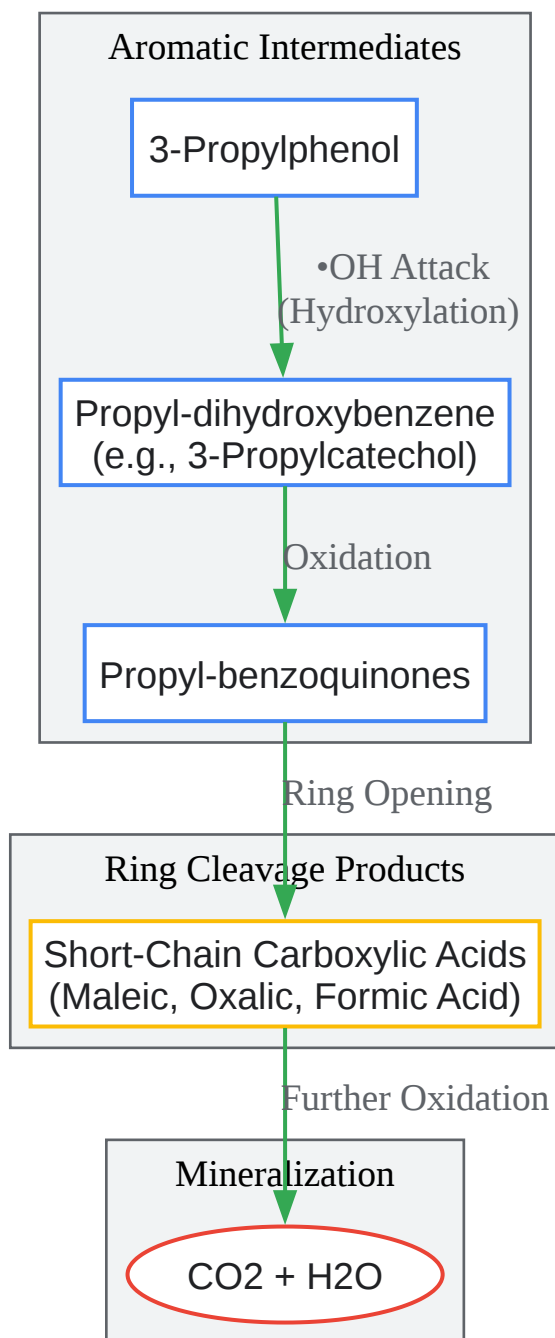 Aromatic Intermediates
3-Propylphenol
•OH Attack
(Hydroxylation)
Propyl-dihydroxybenzene
(e.g., 3-Propylcatechol)
Oxidation
Propyl-benzoquinones
Ring Opening
Ring Cleavage Products
Short-Chain Carboxylic Acids
(Maleic, Oxalic, Formic Acid)
Further Oxidation
Mineralization
CO2 + H2O